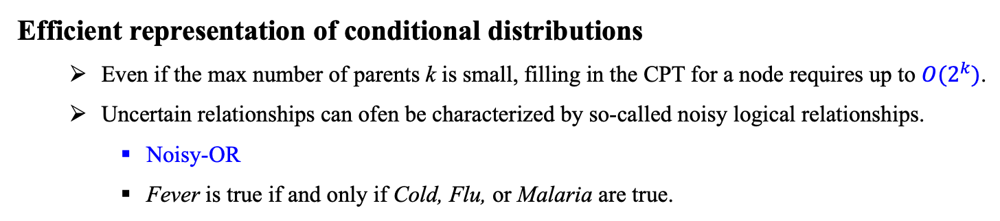 Efficient representation of conditional distributions
➢ Even if the max number of parents k is small, filling in the CPT for a node requires up to O(2^k).
➢ Uncertain relationships can ofen be characterized by so-called noisy logical relationships.
▪ Noisy-OR
▪ Fever is true if and only if Cold, Flu, or Malaria are true.